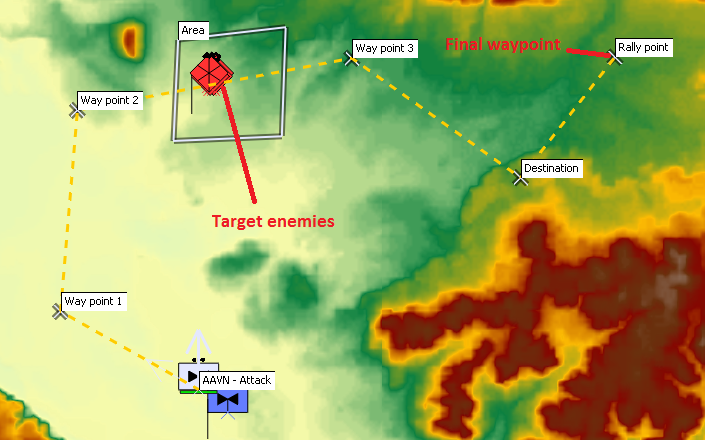 Area
Final waypoint
Way point 3
Rally point
Way point 2
Destination
Target enemies
Way point 1
AAVN - Attack